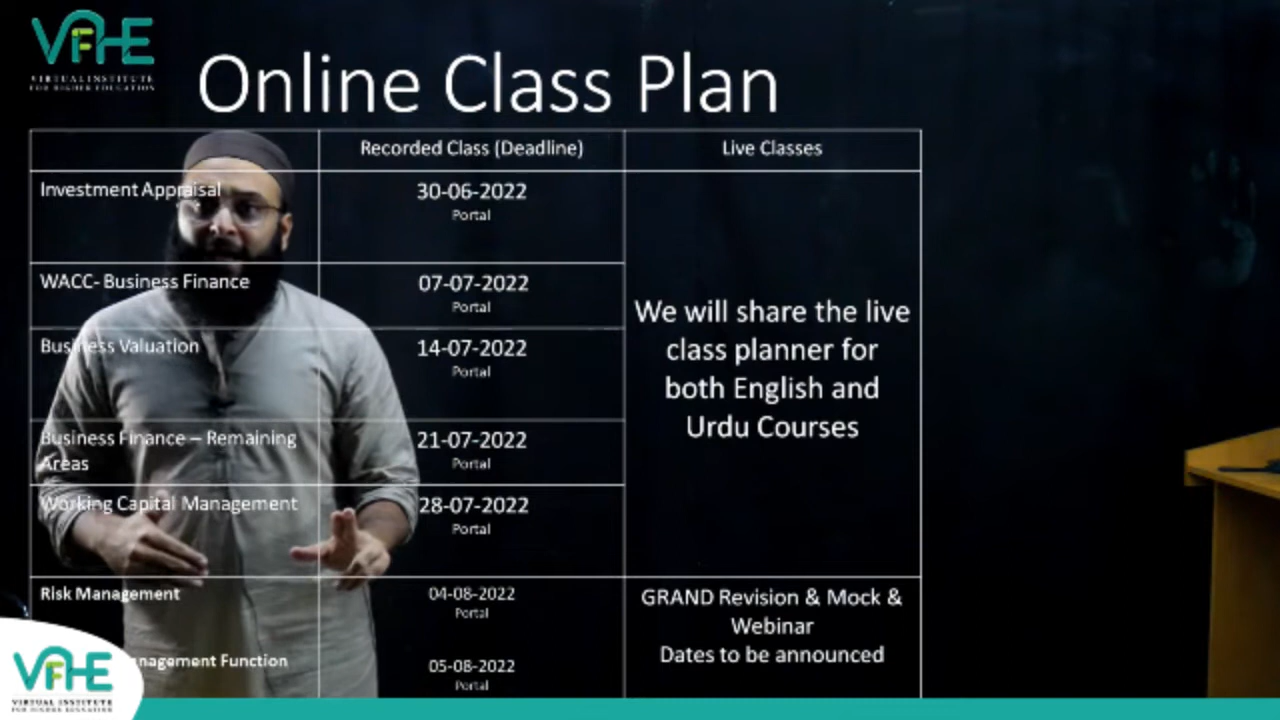 VIFHE
VIRTUAL INSTITUTE
FOR HIGHER EDUCATION
Online Class Plan
Recorded Class (Deadline)
Live Classes
Investment Appraisal
30-06-2022
Portal
WACC- Business Finance
07-07-2022
Portal
Business Valuation
14-07-2022
Portal
Business Finance – Remaining
Areas
21-07-2022
Portal
Working Capital Management
28-07-2022
Portal
We will share the live
class planner for
both English and
Urdu Courses
Risk Management
04-08-2022
Portal
nagement Function
05-08-2022
Portal
GRAND Revision & Mock &
Webinar
Dates to be announced
VIFHE
VIRTUAL INSTITUTE
FOR HIGHER EDUCATION